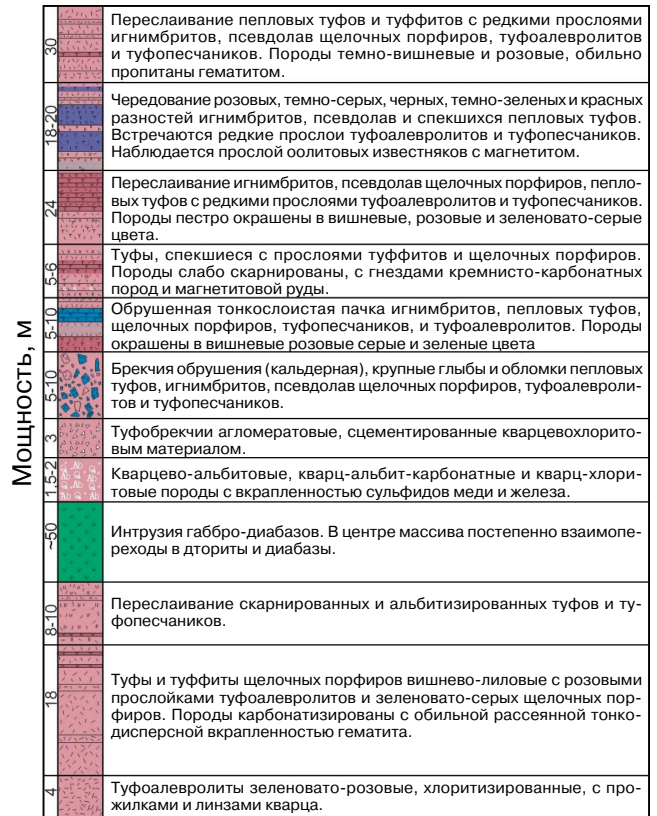 Мощность, м
30
Переслаивание пепловых туфов и туффитов с редкими прослоями
игнимбритов, псевдолав щелочных порфиров, туфоалевролитов
и туфопесчаников. Породы темно-вишневые и розовые, обильно
пропитаны гематитом.
18-20
Чередование розовых, темно-серых, черных, темно-зеленых и красных
разностей игнимбритов, псевдолав и спекшихся пепловых туфов.
Встречаются редкие прослои туфоалевролитов и туфопесчаников.
Наблюдается прослой оолитовых известняков с магнетитом.
24
Переслаивание игнимбритов, псевдолав щелочных порфиров, пепло-
вых туфов с редкими прослоями туфоалевролитов и туфопесчаников.
Породы пестро окрашены в вишневые, розовые и зеленовато-серые
цвета.
5-6
Туфы, спекшиеся с прослоями туффитов и щелочных порфиров.
Породы слабо скарнированы, с гнездами кремнисто-карбонатных
пород и магнетитовой руды.
5-10
Обрушенная тонкослоистая пачка игнимбритов, пепловых туфов,
щелочных порфиров, туфопесчаников, и туфоалевролитов. Породы
окрашены в вишневые розовые серые и зеленые цвета
5-10
Брекчия обрушения (кальдерная), крупные глыбы и обломки пепловых
туфов, игнимбритов, псевдолав щелочных порфиров, туфоалевроли-
тов и туфопесчаников.
3
Туфобрекчии агломератовые, сцементированные кварцевохлорито-
вым материалом.
1,5-2
Кварцево-альбитовые, кварц-альбит-карбонатные и кварц-хлори-
товые породы с вкрапленностью сульфидов меди и железа.
~50
Интрузия габбро-диабазов. В центре массива постепенно взаимопе-
реходы в дториты и диабазы.
8-10
Переслаивание скарнированных и альбитизированных туфов и ту-
фопесчаников.
18
Туфы и туффиты щелочных порфиров вишнево-лиловые с розовыми
прослойками туфоалевролитов и зеленовато-серых щелочных пор-
фиров. Породы карбонатизированы с обильной рассеянной тонко-
дисперсной вкрапленностью гематита.
4
Туфоалевролиты зеленовато-розовые, хлоритизированные, с про-
жилками и линзами кварца.